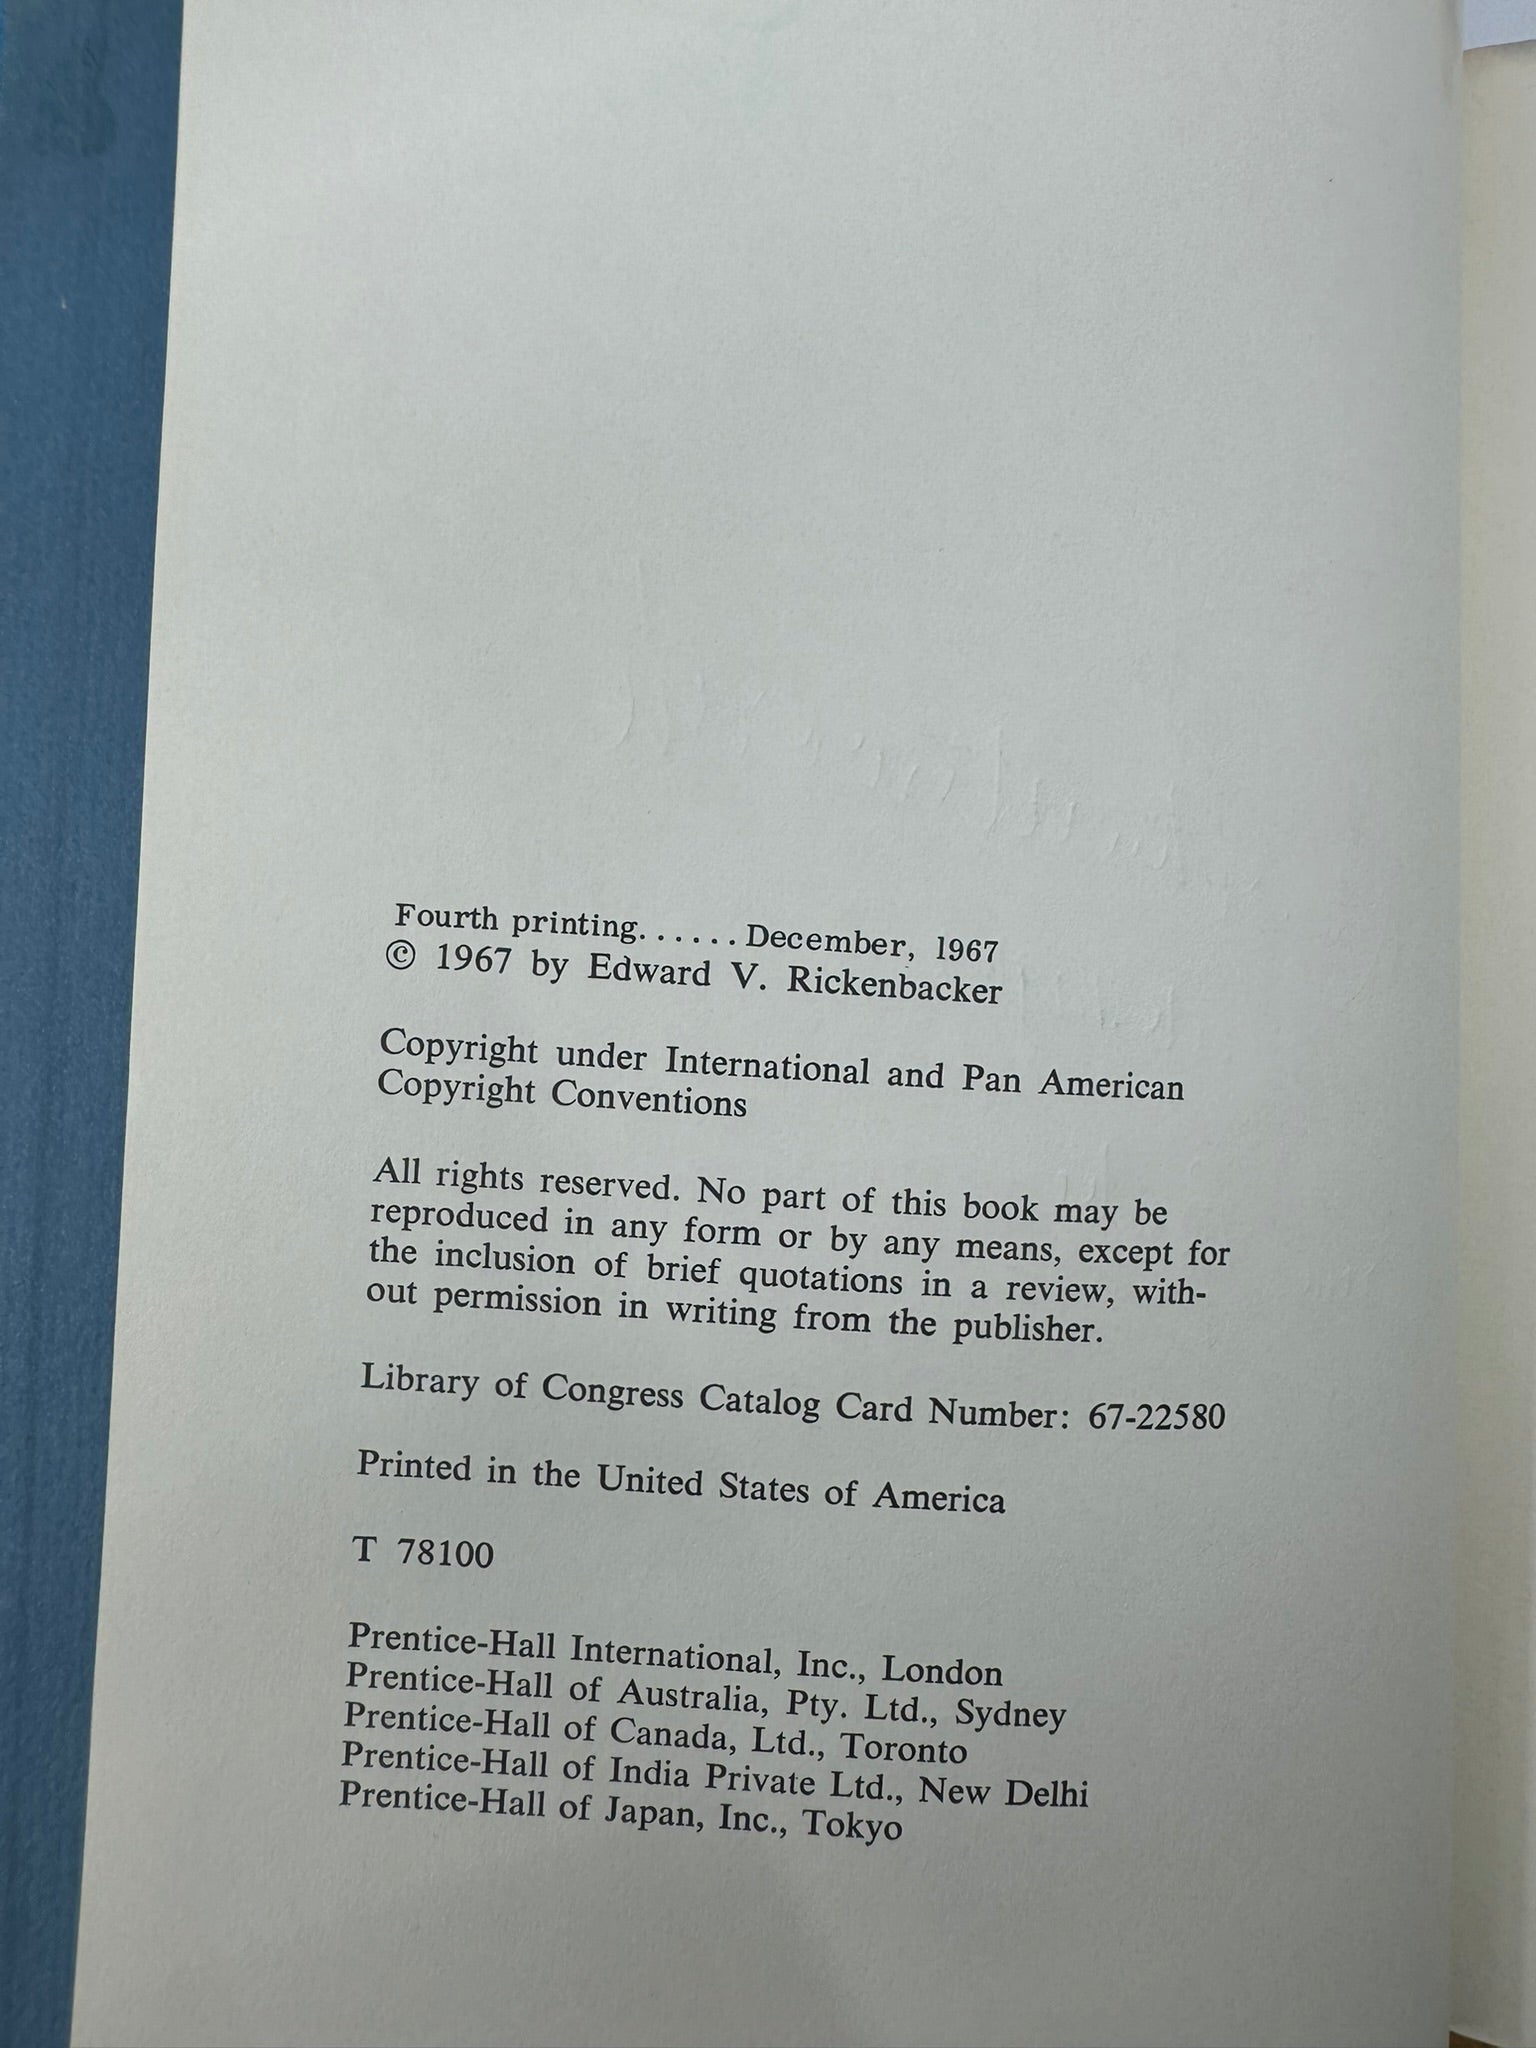 Fourth printing......December, 1967
© 1967 by Edward V. Rickenbacker
Copyright under International and Pan American
Copyright Conventions
All rights reserved. No part of this book may be
reproduced in any form or by any means, except for
the inclusion of brief quotations in a review, with-
out permission in writing from the publisher.
Library of Congress Catalog Card Number: 67-22580
Printed in the United States of America
T 78100
Prentice-Hall International, Inc., London
Prentice-Hall of Australia, Pty. Ltd., Sydney
Prentice-Hall of Canada, Ltd., Toronto
Prentice-Hall of India Private Ltd., New Delhi
Prentice-Hall of Japan, Inc., Tokyo